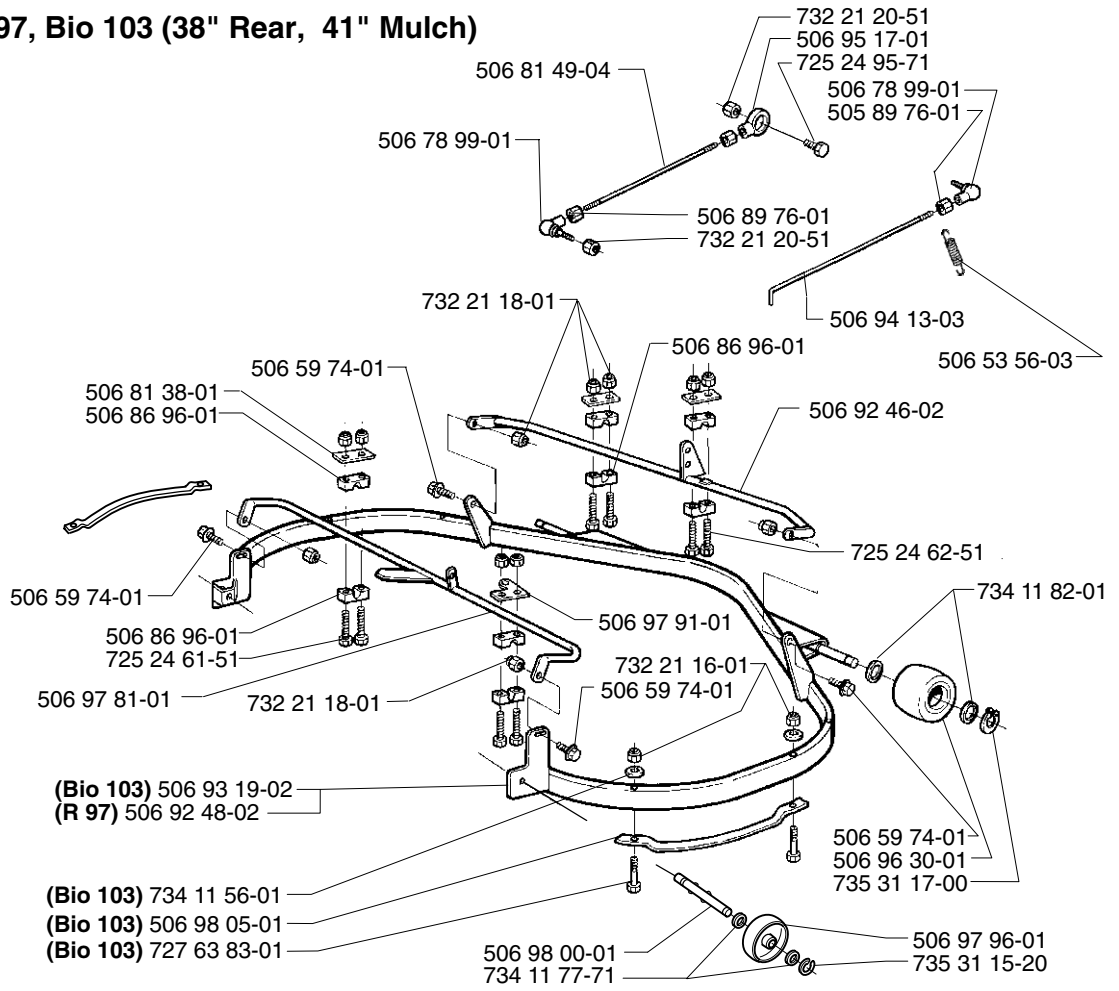 97, Bio 103 (38" Rear, 41" Mulch)
732 21 20-51
506 95 17-01
725 24 95-71
506 81 49-04
506 78 99-01
505 89 76-01
506 78 99-01
506 89 76-01
732 21 20-51
506 94 13-03
506 53 56-03
732 21 18-01
506 86 96-01
506 59 74-01
506 81 38-01
506 86 96-01
506 92 46-02
725 24 62-51
506 59 74-01
734 11 82-01
506 86 96-01
725 24 61-51
506 97 91-01
732 21 16-01
506 97 81-01
732 21 18-01
506 59 74-01
(Bio 103) 506 93 19-02
(R 97) 506 92 48-02
506 59 74-01
506 96 30-01
735 31 17-00
(Bio 103) 734 11 56-01
(Bio 103) 506 98 05-01
(Bio 103) 727 63 83-01
506 98 00-01
734 11 77-71
506 97 96-01
735 31 15-20